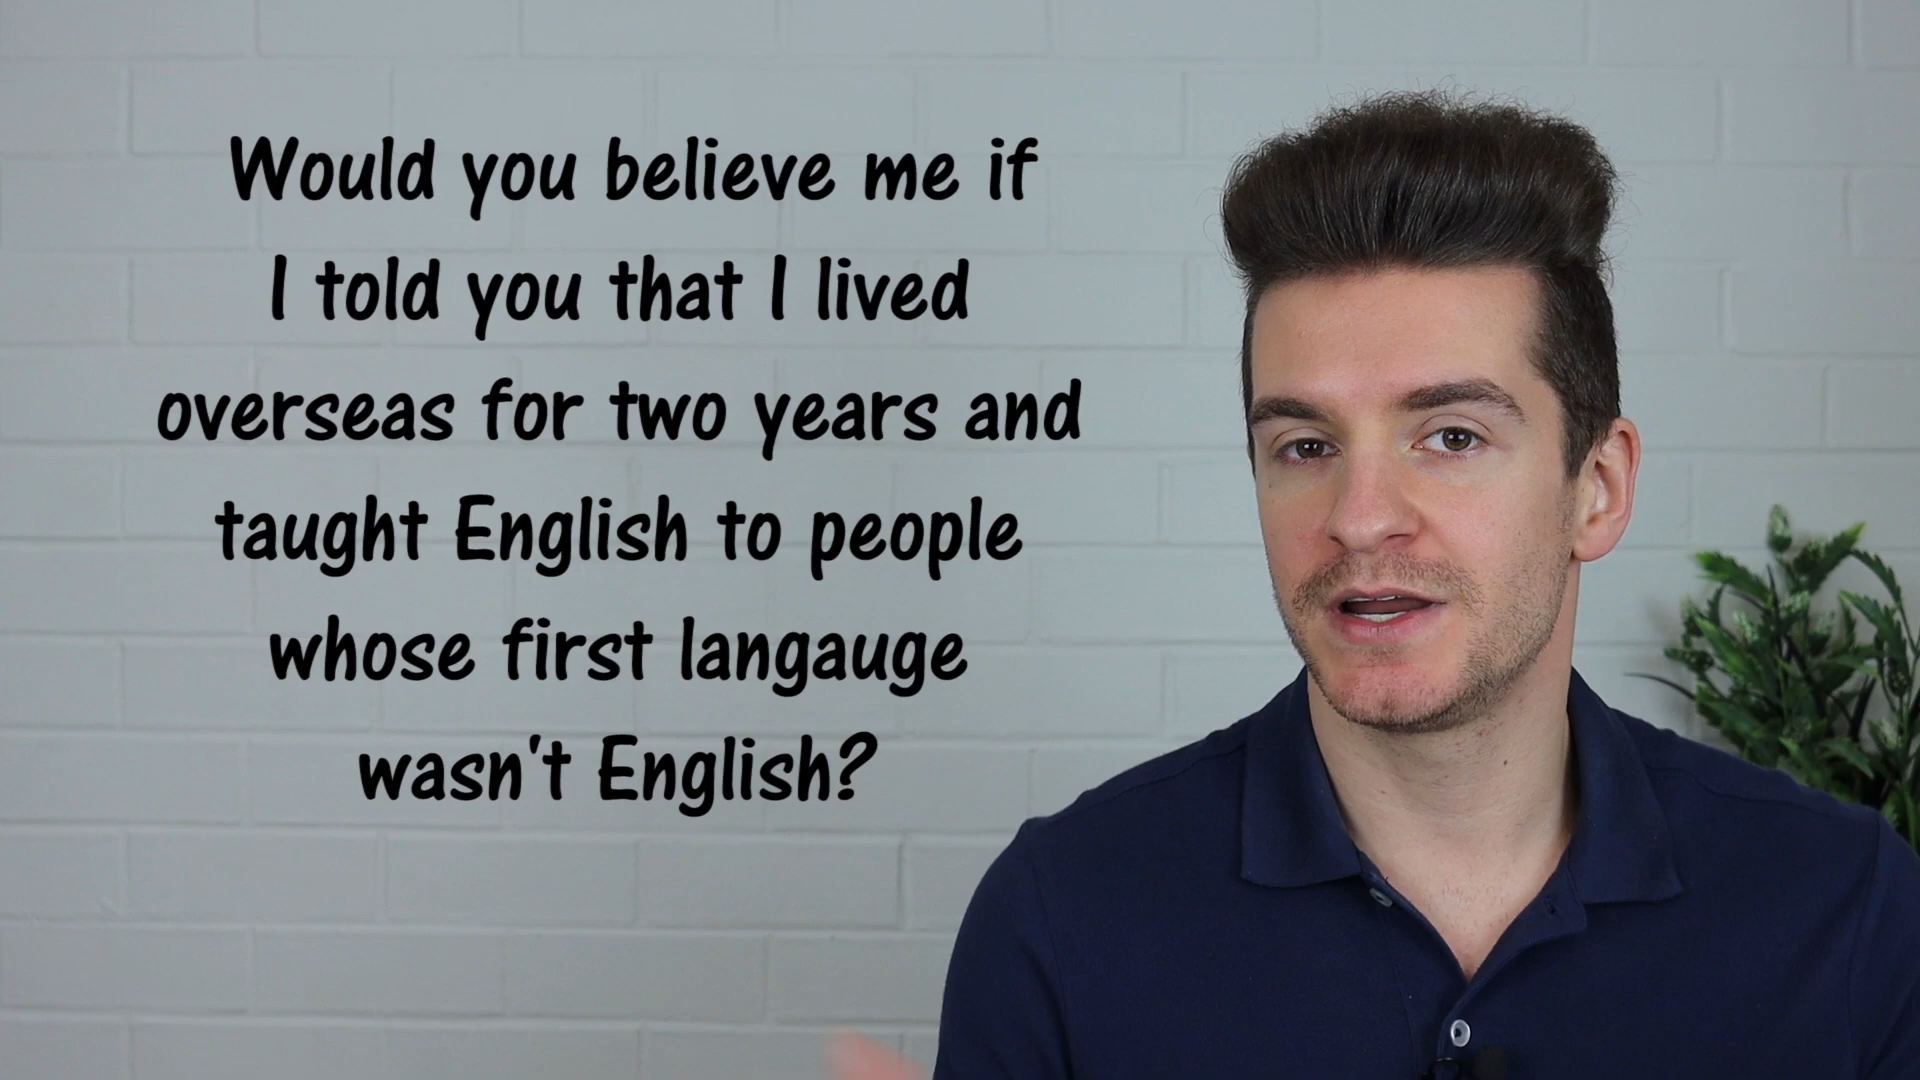 Would you believe me if
I told you that I lived
overseas for two years and
taught English to people
whose first langauge
wasn't English?